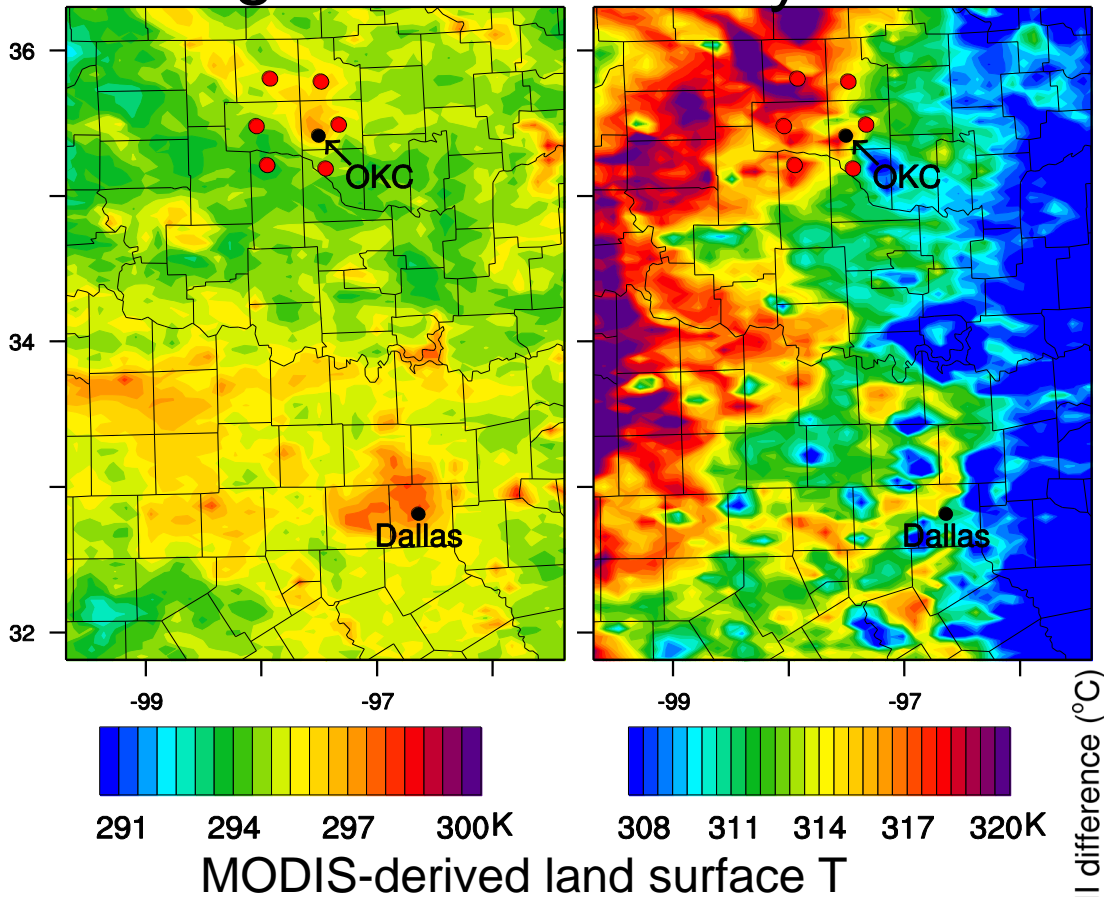 36
34
32
OKC
OKC
Dallas
Dallas
-99 -97 -99 -97
291 294 297 300K
308 311 314 317 320K
MODIS-derived land surface T
difference (°C)